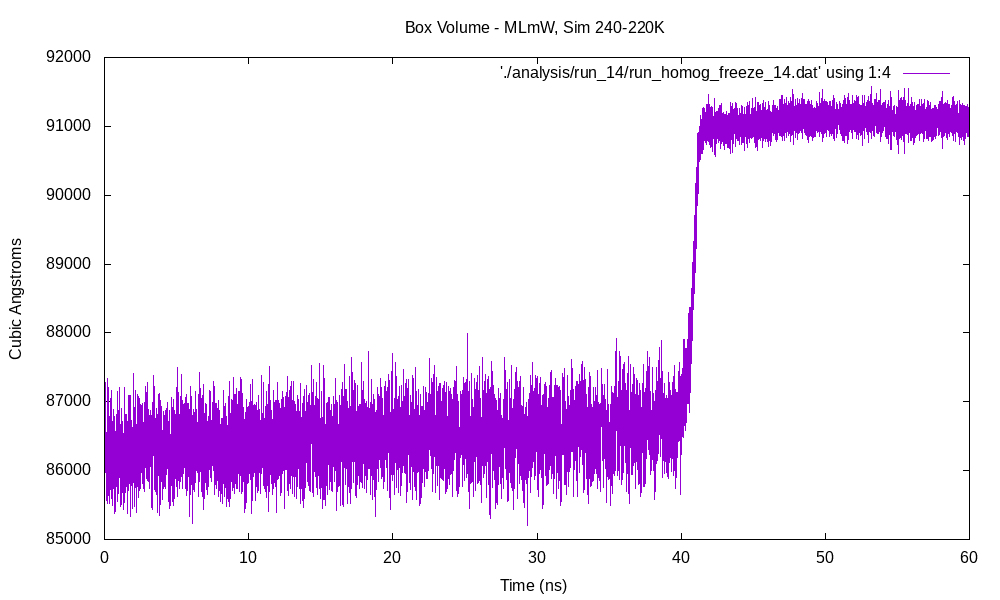 Box Volume - MLmW, Sim 240-220K
92000
'./analysis/run_14/run_homog_freeze_14.dat' using 1:4
91000
90000
89000
88000
87000
86000
85000
Cubic Angstroms
0 10 20 30 40 50 60
Time (ns)